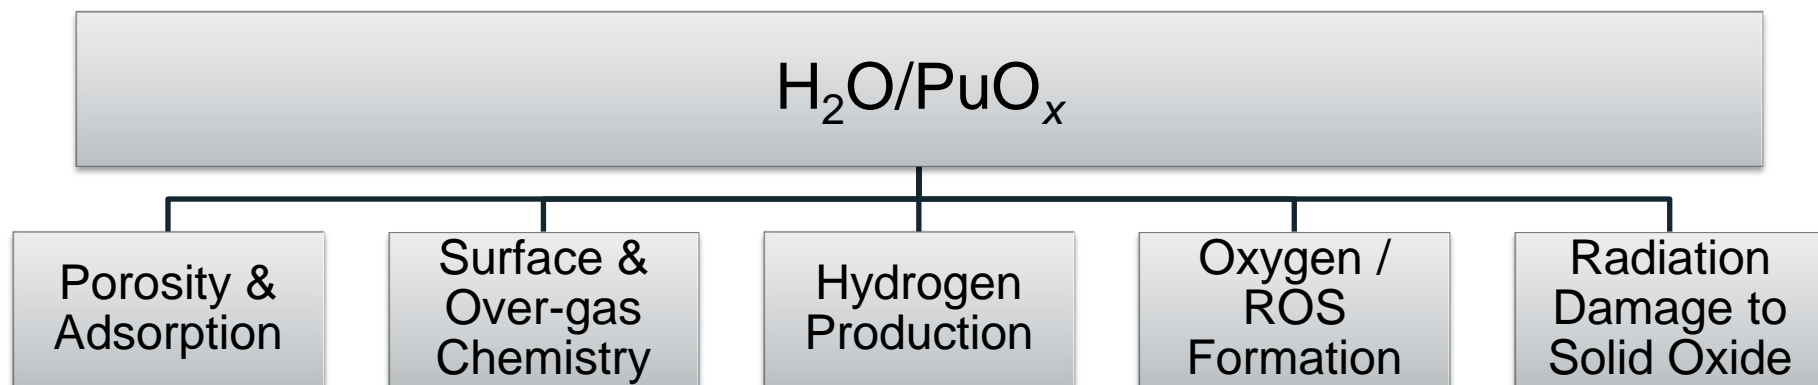 H₂O/PuOₓ
Porosity &
Adsorption
Surface &
Over-gas
Chemistry
Hydrogen
Production
Oxygen /
ROS
Formation
Radiation
Damage to
Solid Oxide